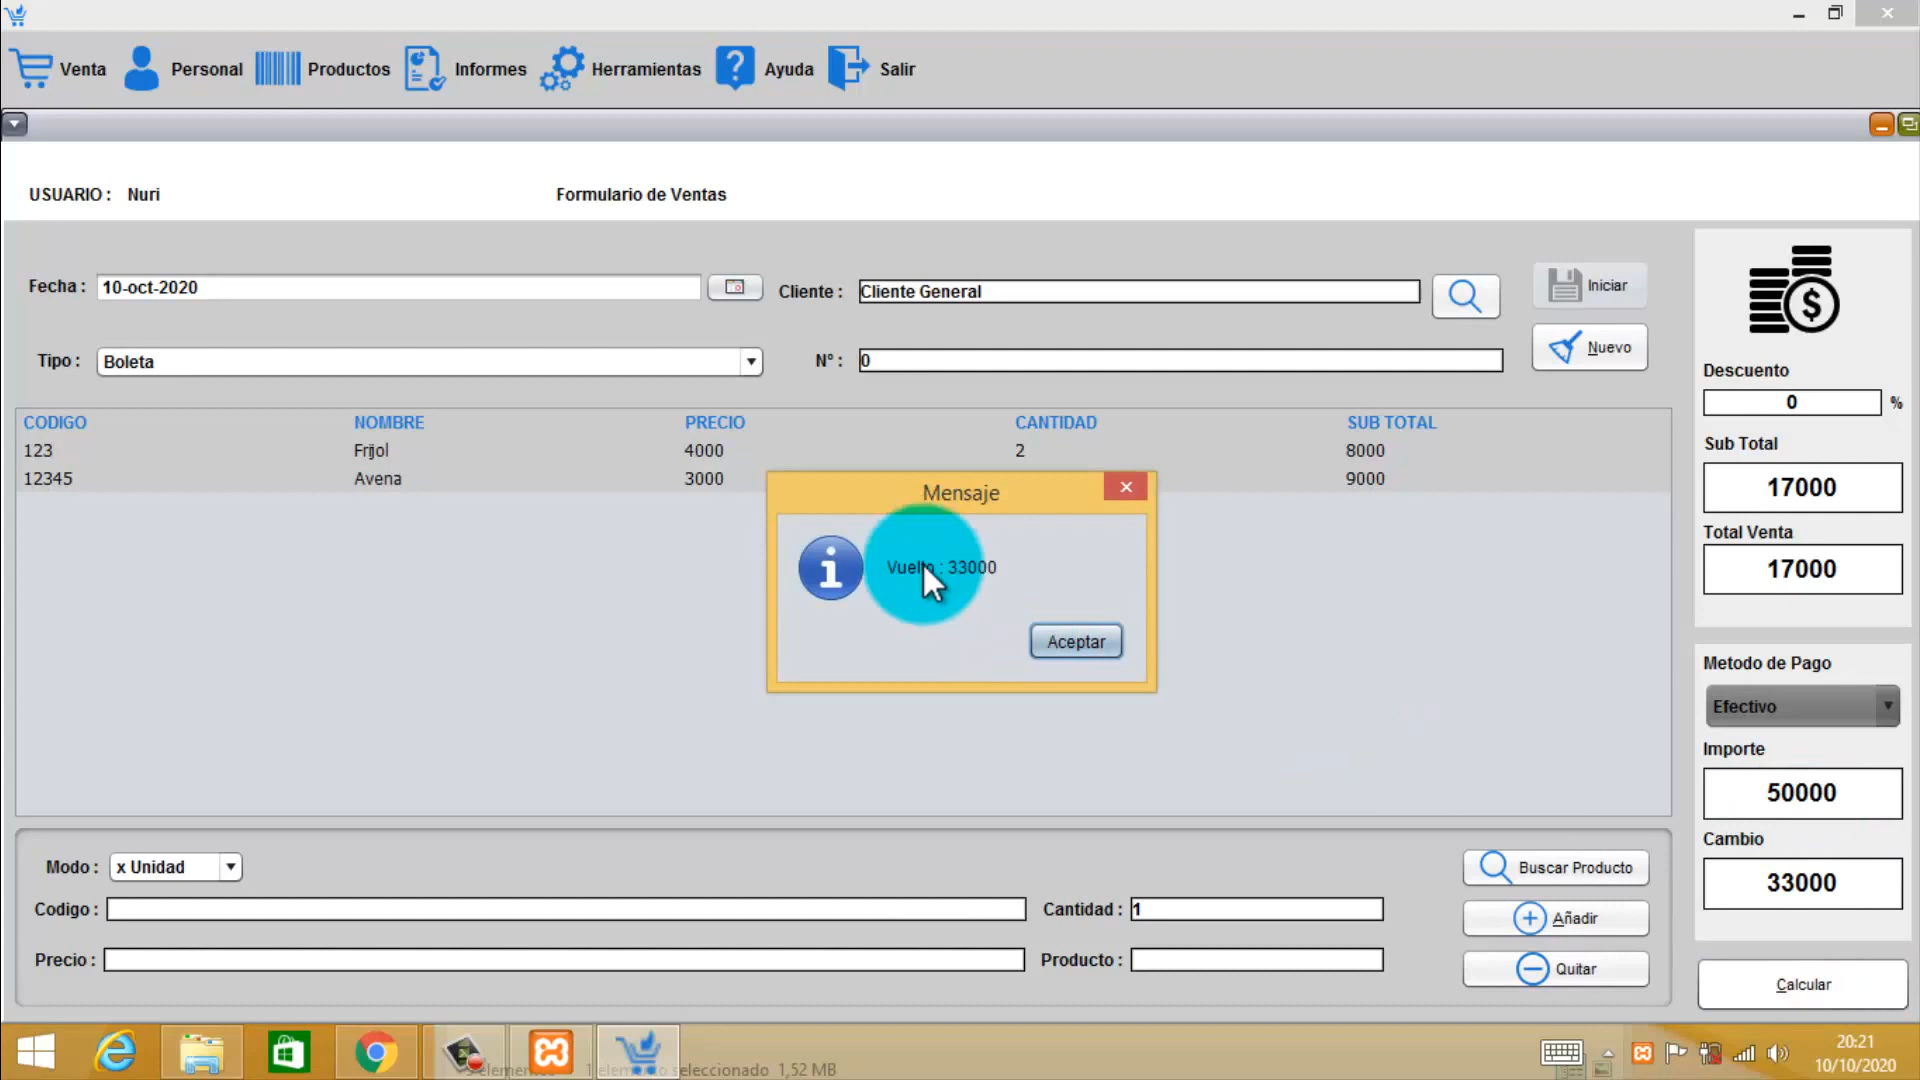 Venta Personal Productos Informes Herramientas Ayuda Salir
USUARIO : Nuri Formulario de Ventas
Fecha : 10-oct-2020 Cliente : Cliente General Iniciar
Tipo : Boleta N° : 0 Nuevo
Descuento
0 %
CODIGO NOMBRE PRECIO CANTIDAD SUB TOTAL
123 Frijol 4000 2 8000
12345 Avena 3000 9000
Sub Total
17000
Total Venta
17000
Mensaje
Vuelto : 33000
Aceptar
Metodo de Pago
Efectivo
Importe
50000
Cambio
33000
Modo : x Unidad Buscar Producto
Codigo : Cantidad : 1 Añadir
Precio : Producto : Quitar
Calcular
seleccionado 1,52 MB
20:21
10/10/2020